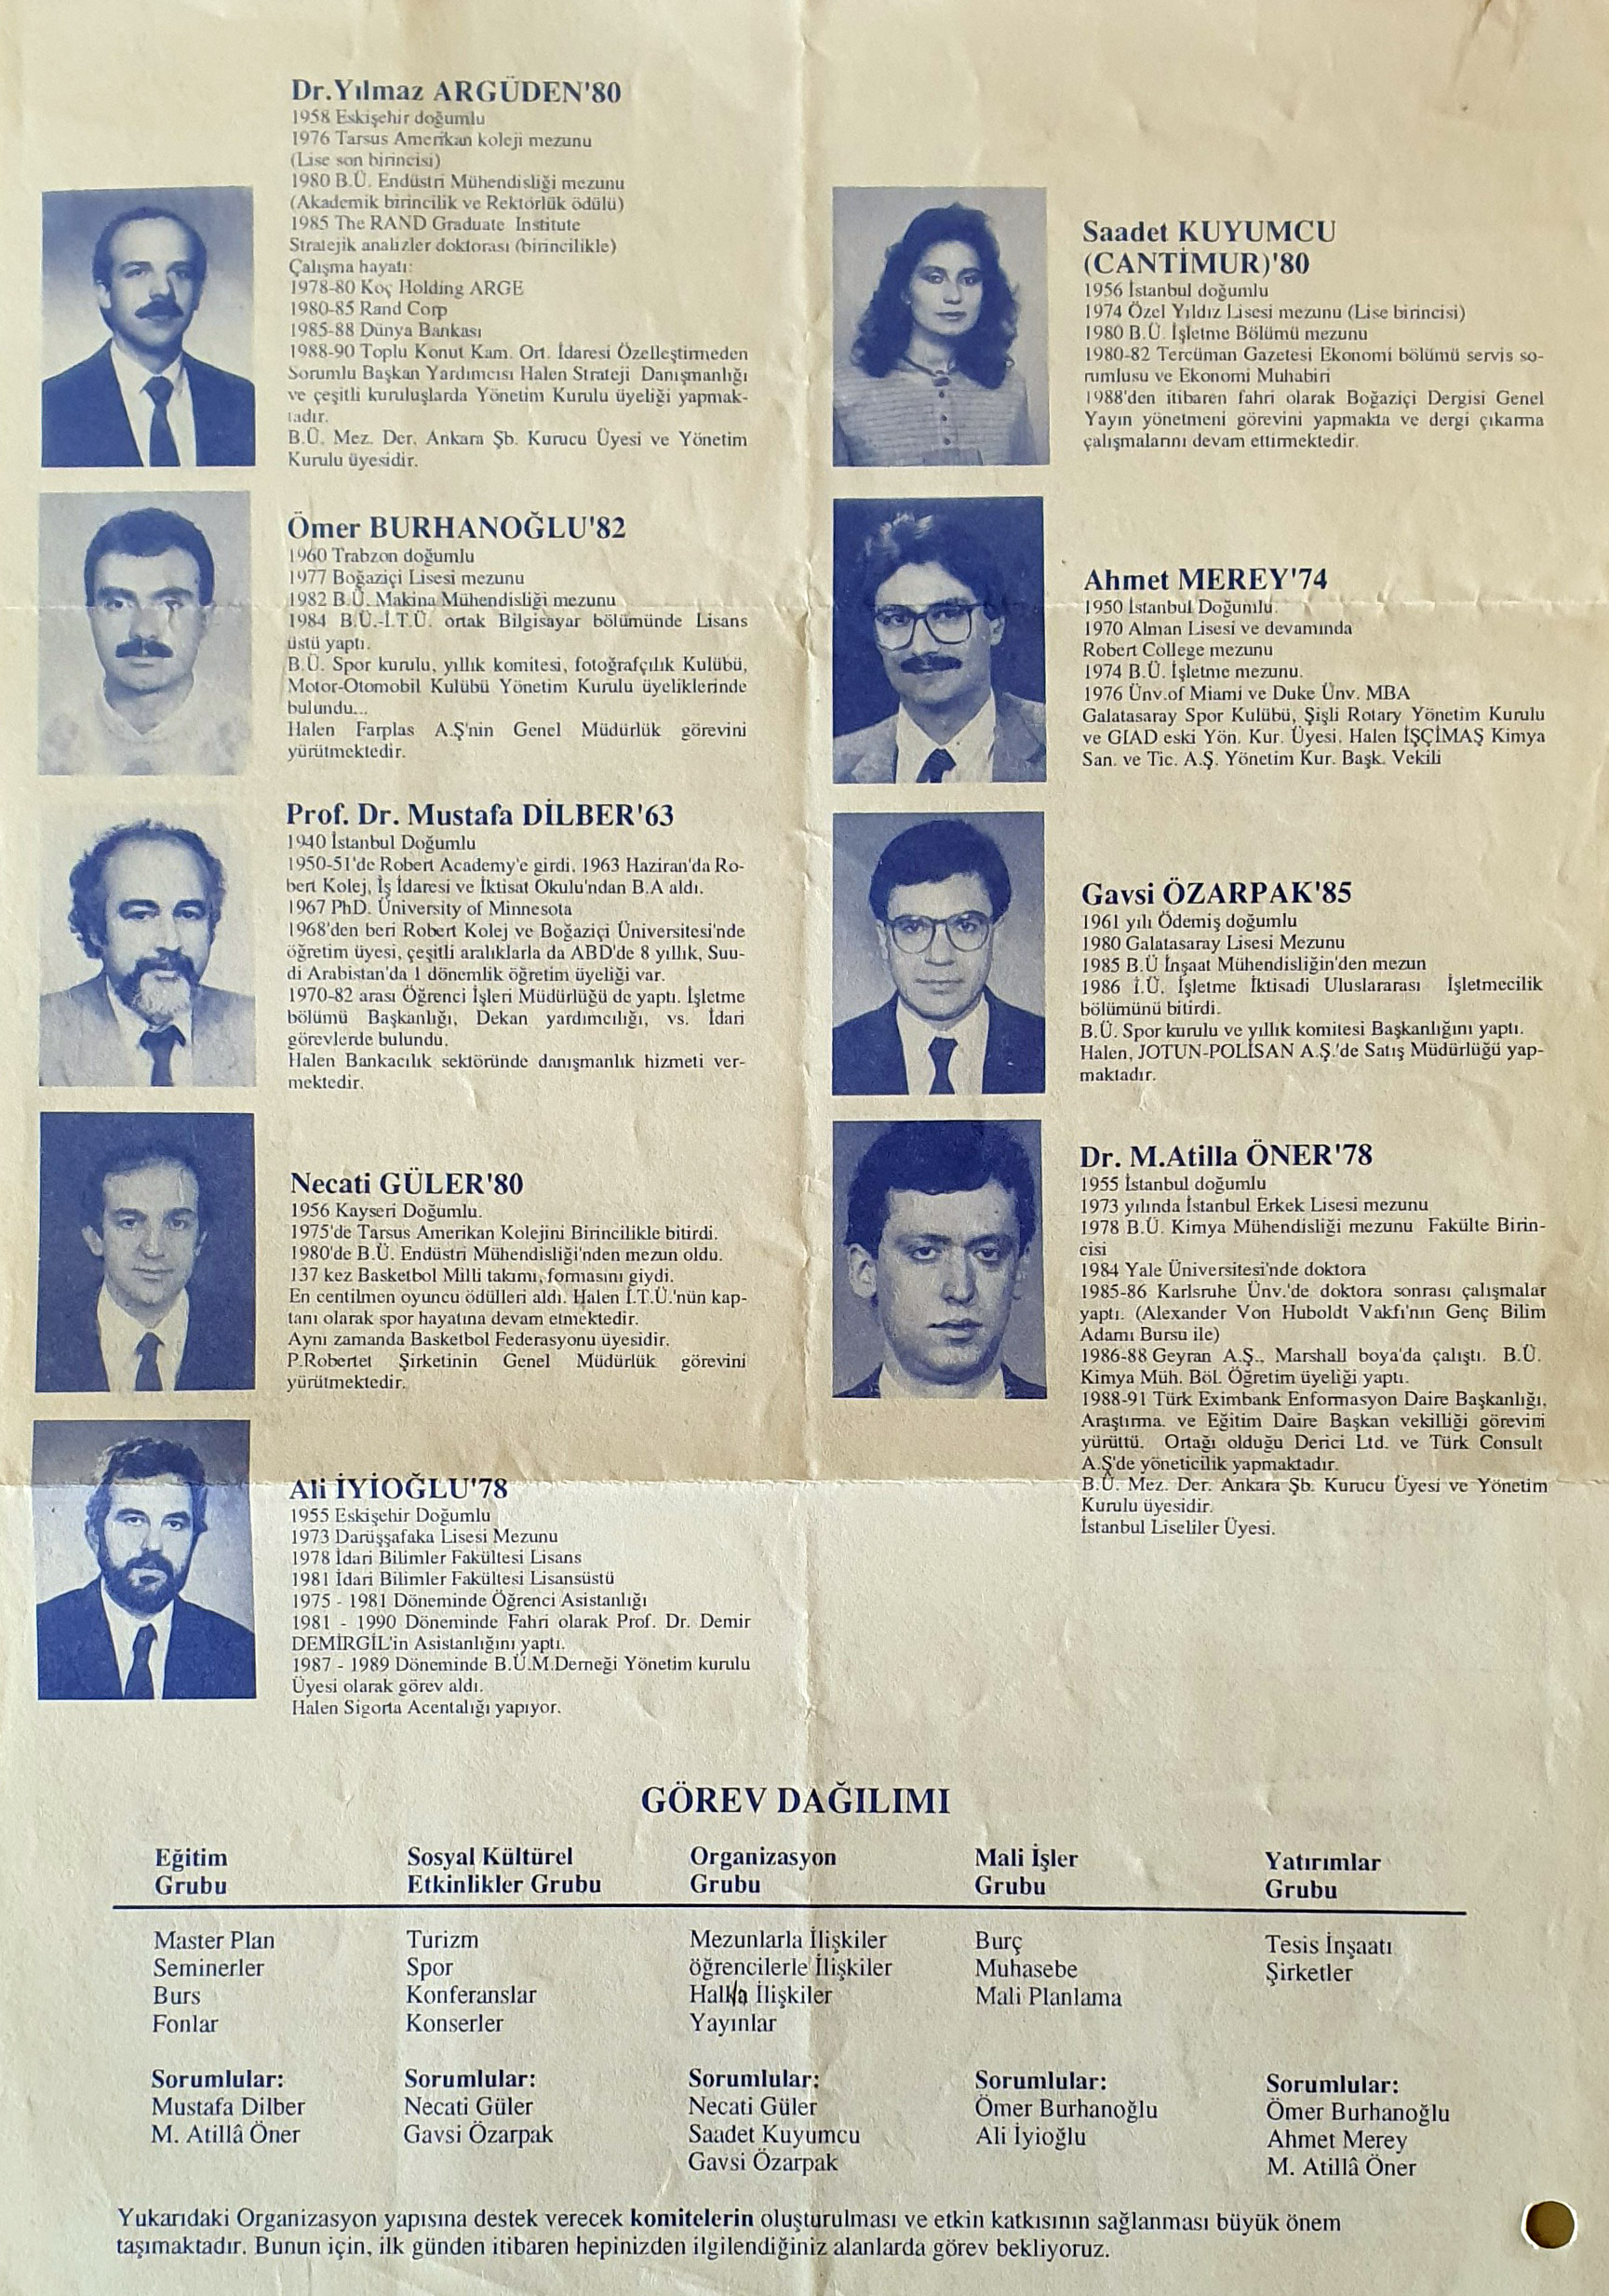 Dr.Yılmaz ARGÜDEN'80
1958 Eskişehir doğumlu
1976 Tarsus Amerikan koleji mezunu
(Lise son birincisi)
1980 B.Ü. Endüstri Mühendisliği mezunu
(Akademik birincilik ve Rektörlük ödülü)
1985 The RAND Graduate Institute
Stratejik analizler doktorası (birincilikle)
Çalışma hayatı:
1978-80 Koç Holding ARGE
1980-85 Rand Corp
1985-88 Dünya Bankası
1988-90 Toplu Konut Kam. Ort. İdaresi Özelleştirmeden
Sorumlu Başkan Yardımcısı Halen Strateji Danışmanlığı
ve çeşitli kuruluşlarda Yönetim Kurulu üyeliği yapmak-
tadır.
B.Ü. Mez. Der. Ankara Şb. Kurucu Üyesi ve Yönetim
Kurulu üyesidir.
Ömer BURHANOĞLU'82
1960 Trabzon doğumlu
1977 Boğaziçi Lisesi mezunu
1982 B.Ü. Makina Mühendisliği mezunu
1984 B.Ü.-İ.T.Ü. ortak Bilgisayar bölümünde Lisans
üstü yaptı.
B.Ü. Spor kurulu, yıllık komitesi, fotoğrafçılık Kulübü,
Motor-Otomobil Kulübü Yönetim Kurulu üyeliklerinde
bulundu...
Halen Farplas A.Ş'nin Genel Müdürlük görevini
yürütmektedir.
Prof. Dr. Mustafa DİLBER'63
1940 İstanbul Doğumlu
1950-51'de Robert Academy'e girdi, 1963 Haziran'da Ro-
bert Kolej, İş İdaresi ve İktisat Okulu'ndan B.A aldı.
1967 PhD. University of Minnesota
1968'den beri Robert Kolej ve Boğaziçi Üniversitesi'nde
öğretim üyesi, çeşitli aralıklarla da ABD'de 8 yıllık, Suu-
di Arabistan'da 1 dönemlik öğretim üyeliği var.
1970-82 arası Öğrenci İşleri Müdürlüğü de yaptı. İşletme
bölümü Başkanlığı, Dekan yardımcılığı, vs. İdari
görevlerde bulundu.
Halen Bankacılık sektöründe danışmanlık hizmeti ver-
mektedir.
Necati GÜLER'80
1956 Kayseri Doğumlu.
1975'de Tarsus Amerikan Kolejini Birincilikle bitirdi.
1980'de B.Ü. Endüstri Mühendisliği'nden mezun oldu.
137 kez Basketbol Milli takımı, formasını giydi.
En centilmen oyuncu ödülleri aldı. Halen İ.T.Ü.'nün kap-
tanı olarak spor hayatına devam etmektedir.
Aynı zamanda Basketbol Federasyonu üyesidir.
P.Robertet Şirketinin Genel Müdürlük görevini
yürütmektedir.
Ali İYİOĞLU'78
1955 Eskişehir Doğumlu
1973 Darüşşafaka Lisesi Mezunu
1978 İdari Bilimler Fakültesi Lisans
1981 İdari Bilimler Fakültesi Lisansüstü
1975 - 1981 Döneminde Öğrenci Asistanlığı
1981 - 1990 Döneminde Fahri olarak Prof. Dr. Demir
DEMİRGİL'in Asistanlığını yaptı.
1987 - 1989 Döneminde B.Ü.M.Derneği Yönetim kurulu
Üyesi olarak görev aldı.
Halen Sigorta Acentalığı yapıyor.
Saadet KUYUMCU
(CANTİMUR)'80
1956 İstanbul doğumlu
1974 Özel Yıldız Lisesi mezunu (Lise birincisi)
1980 B.Ü. İşletme Bölümü mezunu
1980-82 Tercüman Gazetesi Ekonomi bölümü servis so-
rumlusu ve Ekonomi Muhabiri
1988'den itibaren fahri olarak Boğaziçi Dergisi Genel
Yayın yönetmeni görevini yapmakta ve dergi çıkarma
çalışmalarını devam ettirmektedir.
Ahmet MEREY'74
1950 İstanbul Doğumlu.
1970 Alman Lisesi ve devamında
Robert College mezunu
1974 B.Ü. İşletme mezunu.
1976 Ünv.of Miami ve Duke Ünv. MBA
Galatasaray Spor Kulübü, Şişli Rotary Yönetim Kurulu
ve GIAD eski Yön. Kur. Üyesi. Halen İŞÇİMAŞ Kimya
San. ve Tic. A.Ş. Yönetim Kur. Başk. Vekili
Gavsi ÖZARPAK'85
1961 yılı Ödemiş doğumlu
1980 Galatasaray Lisesi Mezunu
1985 B.Ü İnşaat Mühendisliğin'den mezun
1986 İ.Ü. İşletme İktisadi Uluslararası İşletmecilik
bölümünü bitirdi.
B.Ü. Spor kurulu ve yıllık komitesi Başkanlığını yaptı.
Halen, JOTUN-POLİSAN A.Ş.'de Satış Müdürlüğü yap-
maktadır.
Dr. M.Atilla ÖNER'78
1955 İstanbul doğumlu
1973 yılında İstanbul Erkek Lisesi mezunu
1978 B.Ü. Kimya Mühendisliği mezunu Fakülte Birin-
cisi
1984 Yale Üniversitesi'nde doktora
1985-86 Karlsruhe Ünv.'de doktora sonrası çalışmalar
yaptı. (Alexander Von Huboldt Vakfı'nın Genç Bilim
Adamı Bursu ile)
1986-88 Geyran A.Ş., Marshall boya'da çalıştı. B.Ü.
Kimya Müh. Böl. Öğretim üyeliği yaptı.
1988-91 Türk Eximbank Enformasyon Daire Başkanlığı,
Araştırma. ve Eğitim Daire Başkan vekilliği görevini
yürüttü. Ortağı olduğu Derici Ltd. ve Türk Consult
A.Ş'de yöneticilik yapmaktadır.
B.Ü. Mez. Der. Ankara Şb. Kurucu Üyesi ve Yönetim
Kurulu üyesidir.
İstanbul Liseliler Üyesi.
GÖREV DAĞILIMI
Eğitim
Grubu
Master Plan
Seminerler
Burs
Fonlar
Sorumlular:
Mustafa Dilber
M. Atillâ Öner
Sosyal Kültürel
Etkinlikler Grubu
Turizm
Spor
Konferanslar
Konserler
Sorumlular:
Necati Güler
Gavsi Özarpak
Organizasyon
Grubu
Mezunlarla İlişkiler
öğrencilerle İlişkiler
Halkla İlişkiler
Yayınlar
Sorumlular:
Necati Güler
Saadet Kuyumcu
Gavsi Özarpak
Mali İşler
Grubu
Burç
Muhasebe
Mali Planlama
Sorumlular:
Ömer Burhanoğlu
Ali İyioğlu
Yatırımlar
Grubu
Tesis İnşaatı
Şirketler
Sorumlular:
Ömer Burhanoğlu
Ahmet Merey
M. Atillâ Öner
Yukarıdaki Organizasyon yapısına destek verecek komitelerin oluşturulması ve etkin katkısının sağlanması büyük önem
taşımaktadır. Bunun için, ilk günden itibaren hepinizden ilgilendiğiniz alanlarda görev bekliyoruz.